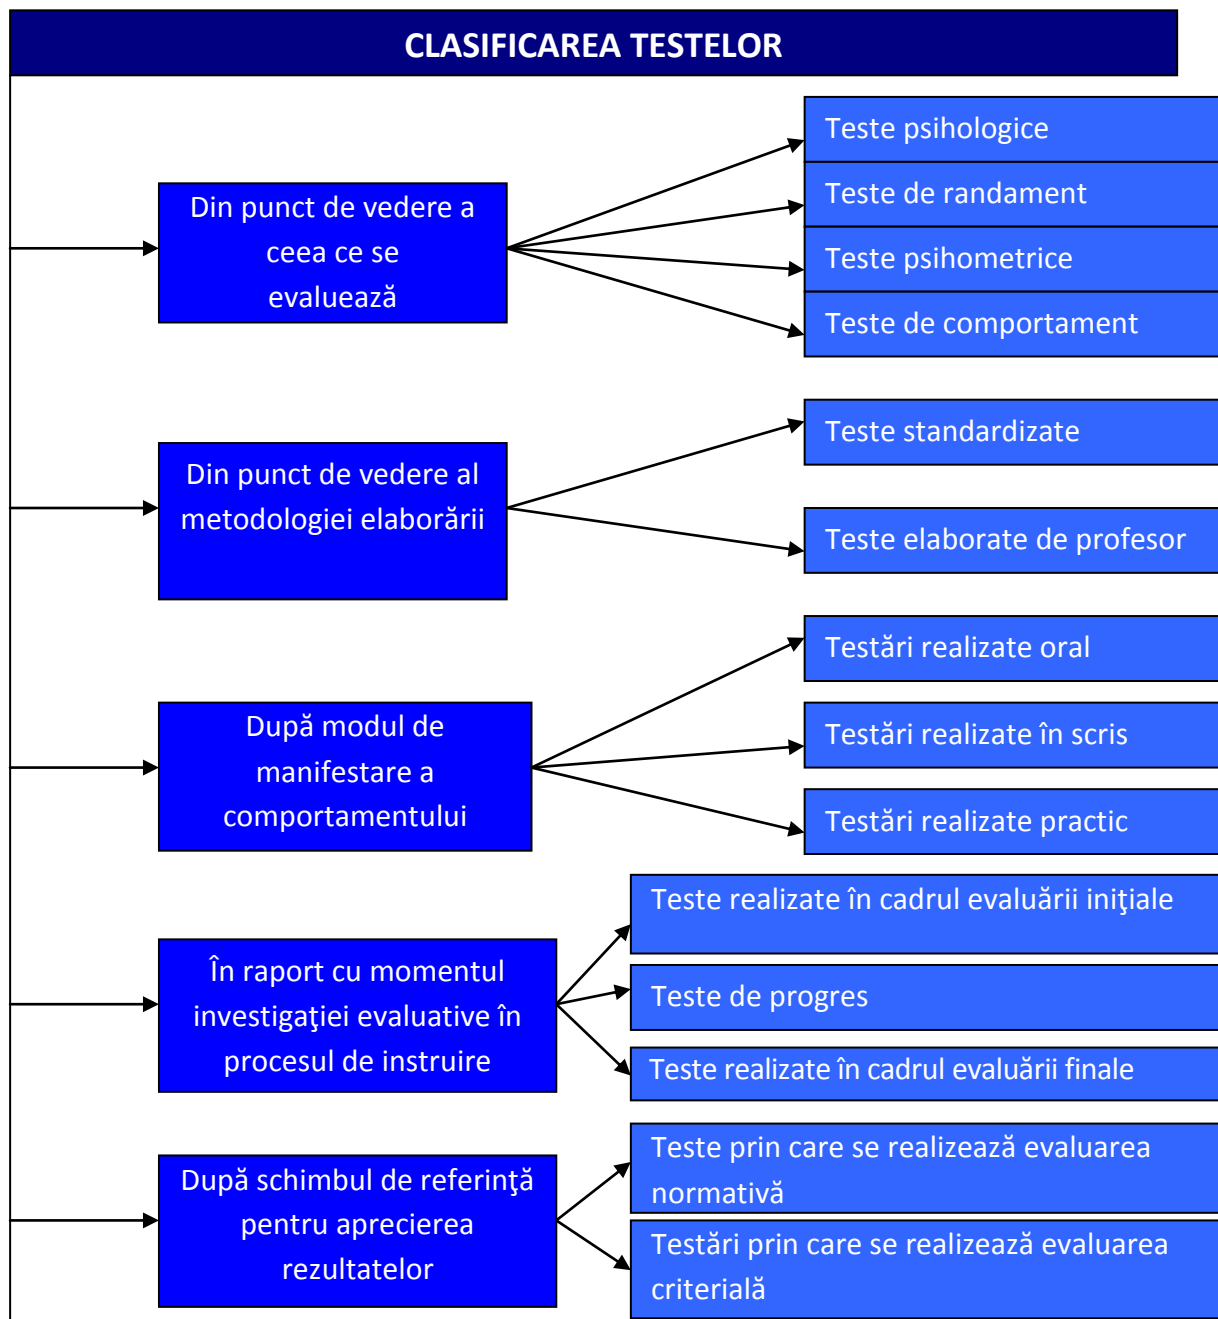 CLASIFICAREA TESTELOR
Din punct de vedere a
ceea ce se
evaluează
Teste psihologice
Teste de randament
Teste psihometrice
Teste de comportament
Din punct de vedere al
metodologiei elaborării
Teste standardizate
Teste elaborate de profesor
După modul de
manifestare a
comportamentului
Testări realizate oral
Testări realizate în scris
Testări realizate practic
În raport cu momentul
investigaţiei evaluative în
procesul de instruire
Teste realizate în cadrul evaluării iniţiale
Teste de progres
Teste realizate în cadrul evaluării finale
După schimbul de referinţă
pentru aprecierea
rezultatelor
Teste prin care se realizează evaluarea
normativă
Testări prin care se realizează evaluarea
criterială